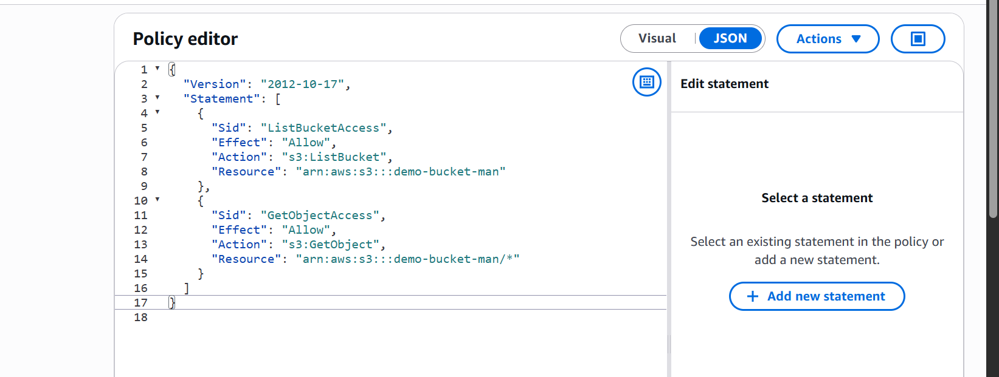 Policy editor
Visual
JSON
Actions
1 {
2 "Version": "2012-10-17",
3 "Statement": [
4 {
5 "Sid": "ListBucketAccess",
6 "Effect": "Allow",
7 "Action": "s3:ListBucket",
8 "Resource": "arn:aws:s3:::demo-bucket-man"
9 },
10 {
11 "Sid": "GetObjectAccess",
12 "Effect": "Allow",
13 "Action": "s3:GetObject",
14 "Resource": "arn:aws:s3:::demo-bucket-man/*"
15 }
16 ]
17 }
18
Edit statement
Select a statement
Select an existing statement in the policy or
add a new statement.
+ Add new statement